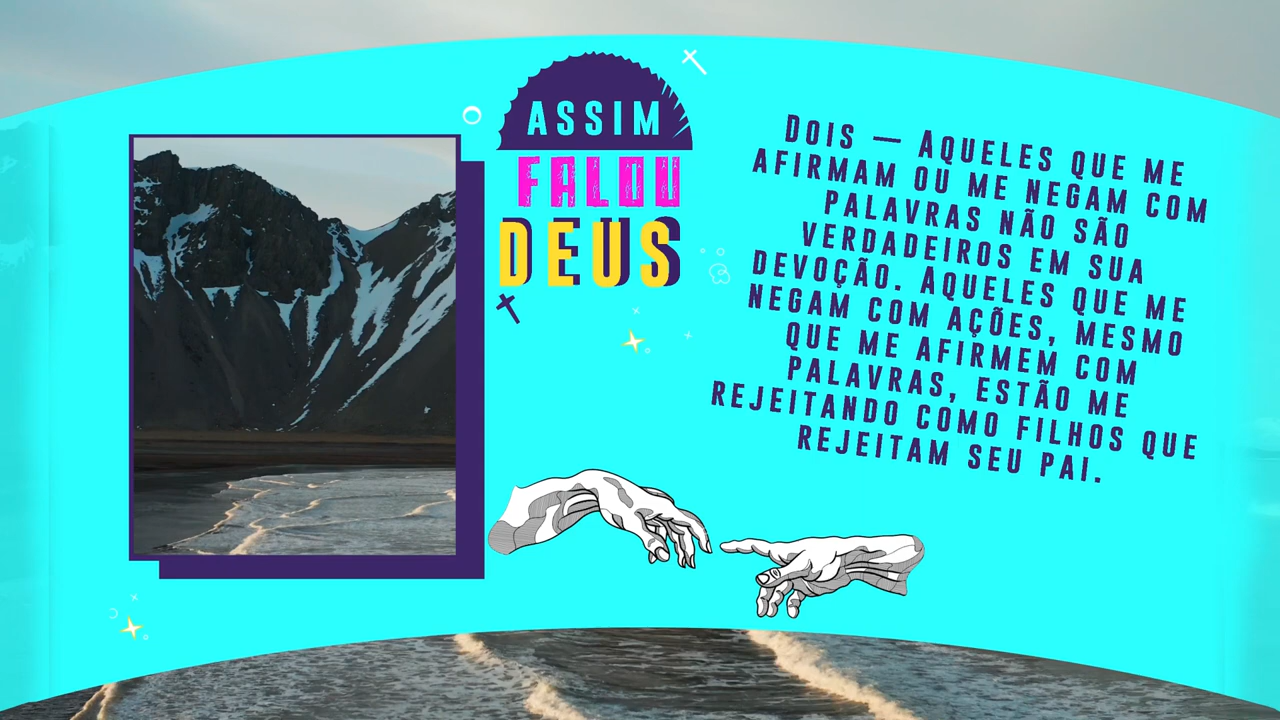 ASSIM
FALOU
DEUS
DOIS — AQUELES QUE ME
AFIRMAM OU ME NEGAM COM
PALAVRAS NÃO SÃO
VERDADEIROS EM SUA
DEVOÇÃO. AQUELES QUE ME
NEGAM COM AÇÕES, MESMO
QUE ME AFIRMEM COM
PALAVRAS, ESTÃO ME
REJEITANDO COMO FILHOS QUE
REJEITAM SEU PAI.